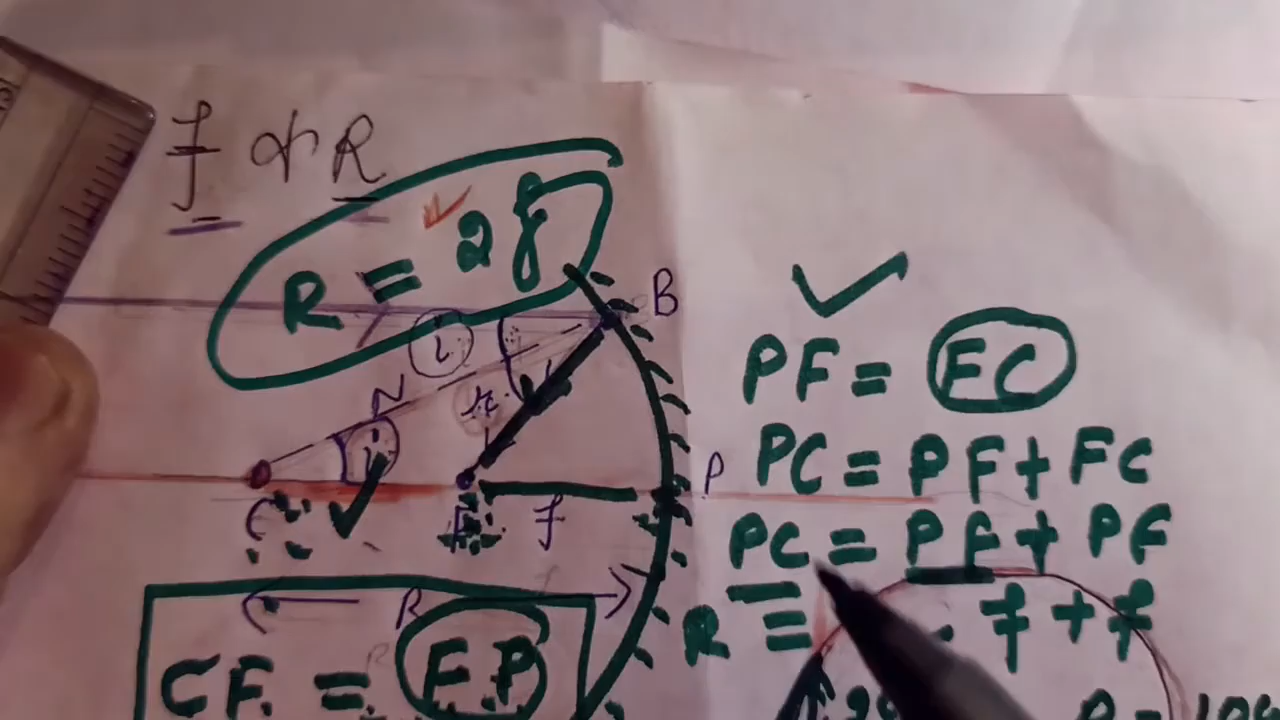 f & R
R = 2f
B
i
N
i
PF = FC
PC = PF + FC
P
C
F
f
PC = PF + PF
R
R = f + f
CF = FP